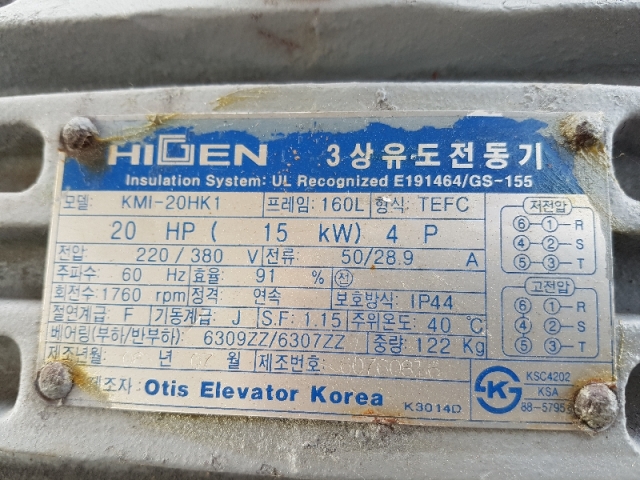 HIGEN 3상유도전동기
Insulation System: UL Recognized E191464/GS-155
모델: KMI-20HK1 프레임: 160L 형식: TEFC
20 HP ( 15 kW) 4 P
전압 220/380 V 전류: 50/28.9 A
주파수: 60 Hz 효율: 91 % 전
회전수: 1760 rpm 정격: 연속 보호방식: IP44
절연계급: F 기동계급: J S.F: 1.15 주위온도: 40 ℃
베어링(부하/반부하) 6309ZZ/6307ZZ 중량: 122 Kg
제조년월: 년 월 제조번호:
제조자: Otis Elevator Korea K3014D
저전압
⑥ ① R
④ ② S
⑤ ③ T
고전압
⑥ ① R
④ ② S
⑤ ③ T
KSC4202
KSA
88-5795